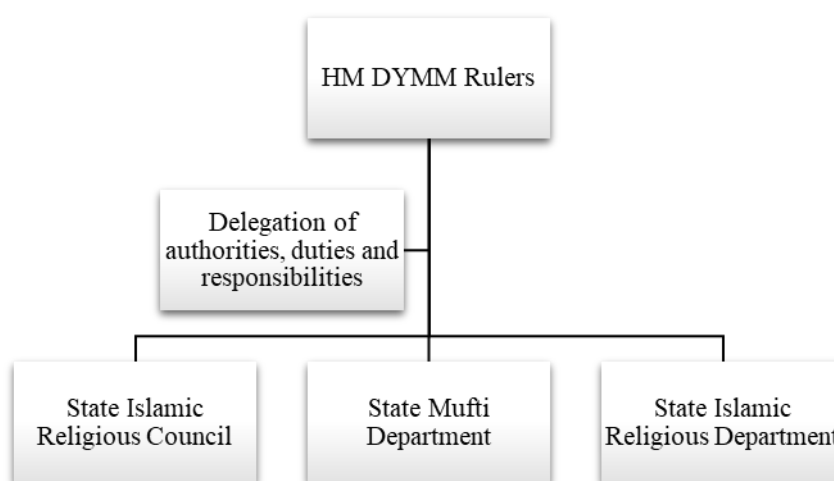 HM DYMM Rulers
Delegation of
authorities, duties and
responsibilities
State Islamic
Religious Council
State Mufti
Department
State Islamic
Religious Department